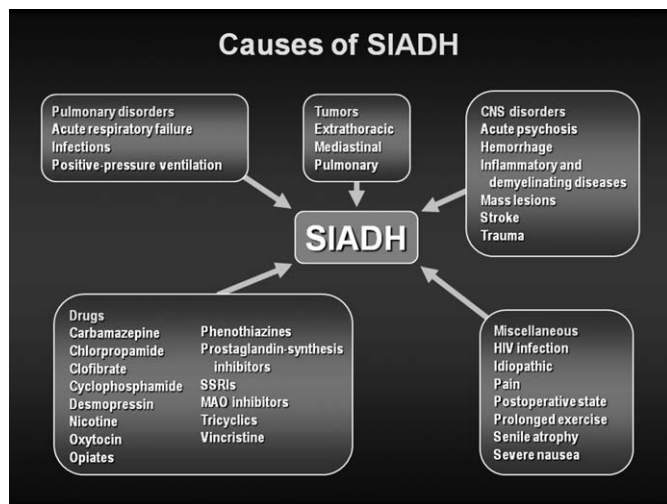 Causes of SIADH
Pulmonary disorders
Acute respiratory failure
Infections
Positive-pressure ventilation
Tumors
Extrathoracic
Mediastinal
Pulmonary
CNS disorders
Acute psychosis
Hemorrhage
Inflammatory and
demyelinating diseases
Mass lesions
Stroke
Trauma
SIADH
Drugs
Carbamazepine
Chlorpropamide
Clofibrate
Cyclophosphamide
Desmopressin
Nicotine
Oxytocin
Opiates
Phenothiazines
Prostaglandin-synthesis
inhibitors
SSRIs
MAO inhibitors
Tricyclics
Vincristine
Miscellaneous
HIV infection
Idiopathic
Pain
Postoperative state
Prolonged exercise
Senile atrophy
Severe nausea